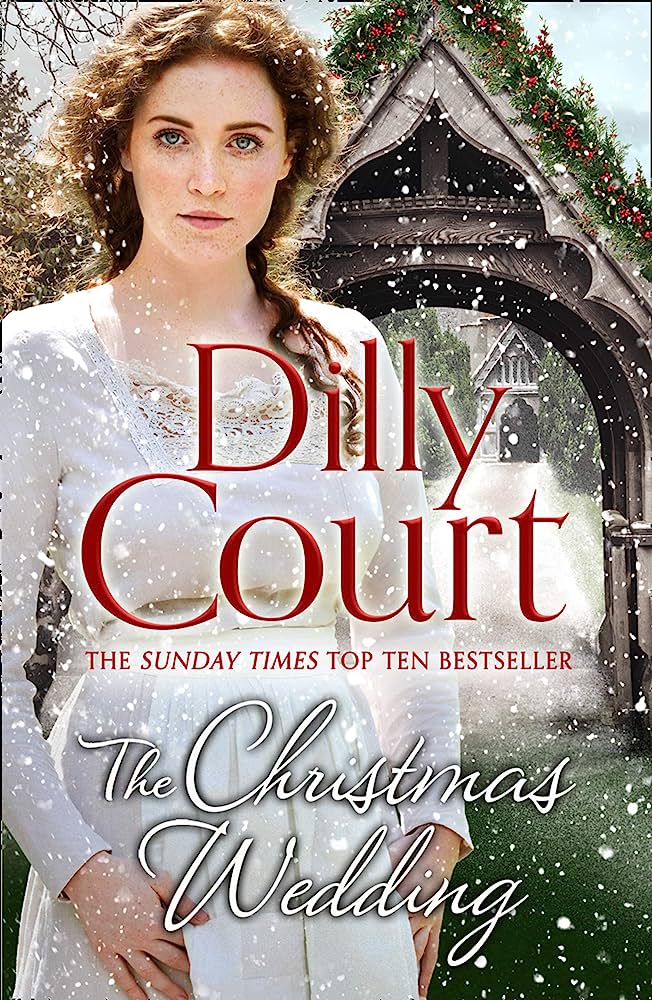 Dilly
Court
THE SUNDAY TIMES TOP TEN BESTSELLER
The Christmas
Wedding